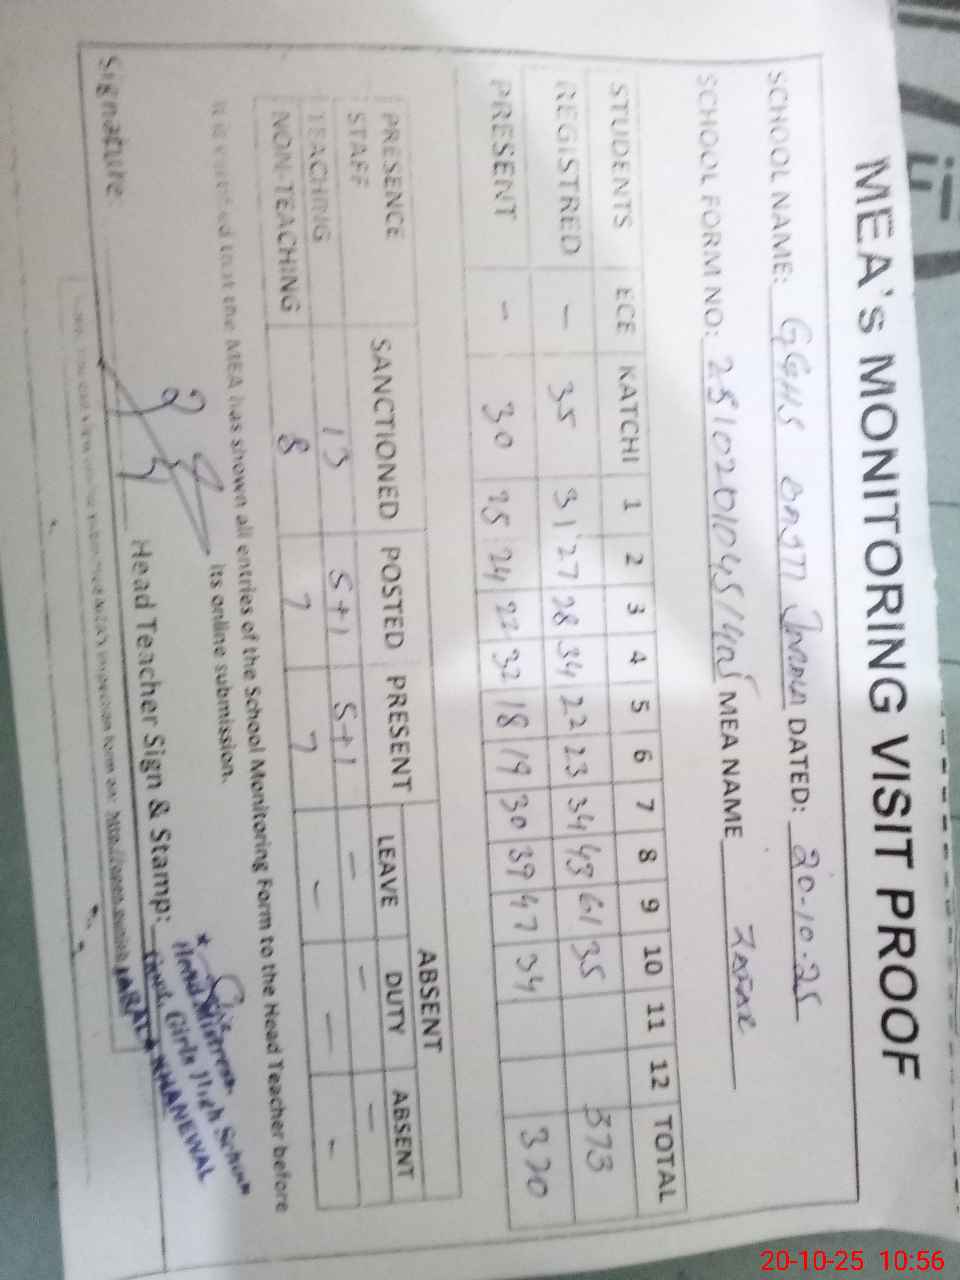 MEA's MONITORING VISIT PROOF
SCHOOL NAME: GGHS DATED: 20-10-25
SCHOOL FORM NO: MEA NAME
STUDENTS ECE KATCHI 1 2 3 4 5 6 7 8 9 10 11 12 TOTAL
REGISTRED - 35 31 27 28 34 22 23 34 43 61 35 373
PRESENT - 30 25 24 22 32 18 19 30 39 47 34 320
ABSENT
PRESENCE SANCTIONED POSTED PRESENT LEAVE DUTY ABSENT
STAFF
TEACHING 13 5+1 5+1 - - -
NON-TEACHING 8 7 7 - - -
It is certified that the MEA has shown all entries of the School Monitoring Form to the Head Teacher before
its online submission.
Signature: Head Teacher Sign & Stamp:
Head Mistress
Govt. Girls High School
KHANEWAL
20-10-25 10:56